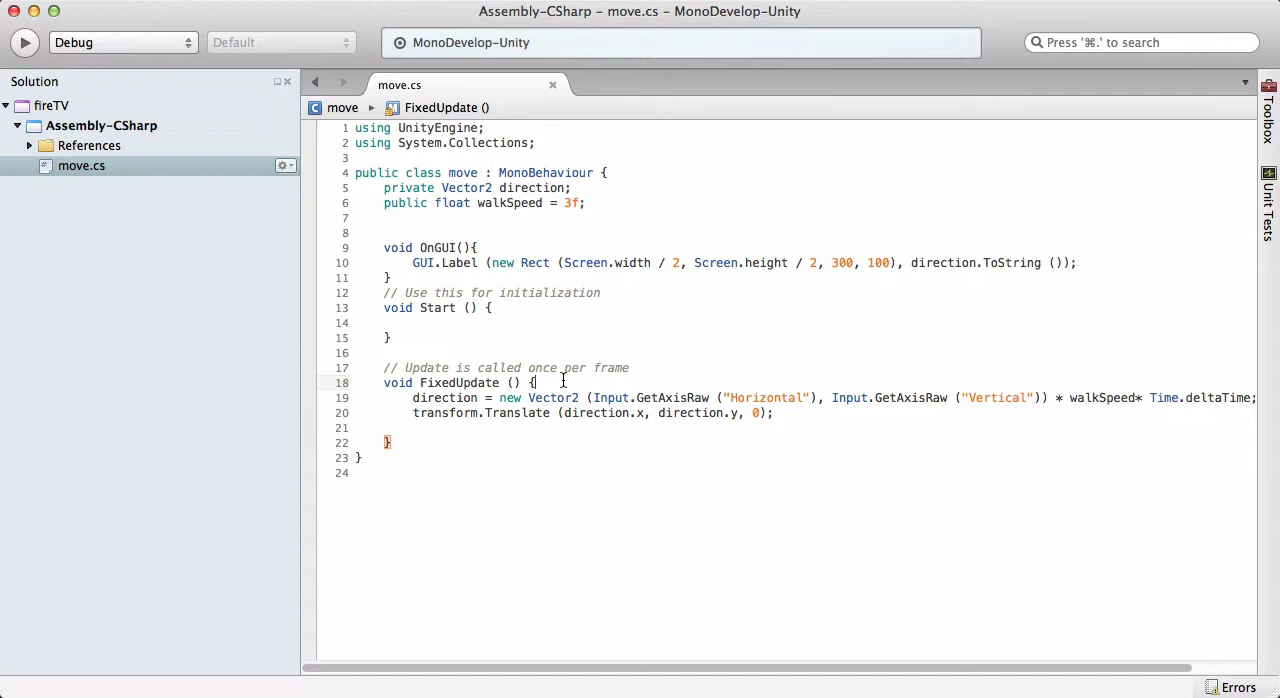 Assembly-CSharp – move.cs – MonoDevelop-Unity
Debug
Default
MonoDevelop-Unity
Press '⌘.' to search
Solution
fireTV
Assembly-CSharp
References
move.cs
move.cs
move ▸ FixedUpdate ()
1 using UnityEngine;
2 using System.Collections;
3
4 public class move : MonoBehaviour {
5 private Vector2 direction;
6 public float walkSpeed = 3f;
7
8
9 void OnGUI(){
10 GUI.Label (new Rect (Screen.width / 2, Screen.height / 2, 300, 100), direction.ToString ());
11 }
12 // Use this for initialization
13 void Start () {
14
15 }
16
17 // Update is called once per frame
18 void FixedUpdate () {
19 direction = new Vector2 (Input.GetAxisRaw ("Horizontal"), Input.GetAxisRaw ("Vertical")) * walkSpeed* Time.deltaTime;
20 transform.Translate (direction.x, direction.y, 0);
21
22 }
23 }
24
Toolbox
Unit Tests
Errors